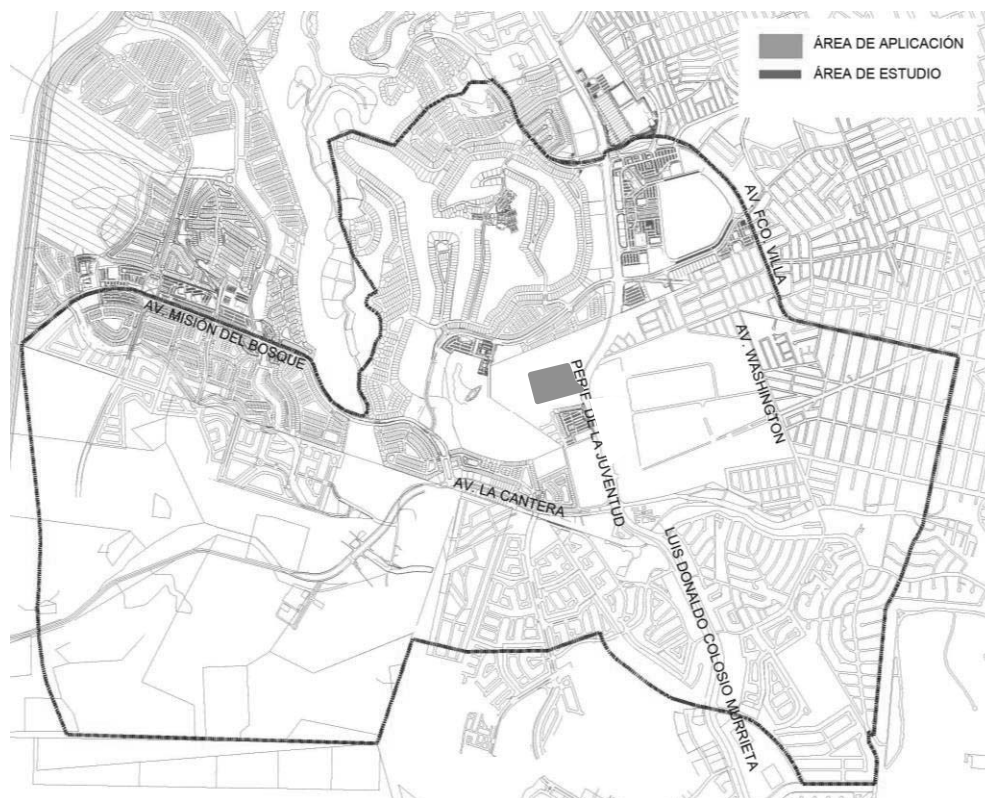 ÁREA DE APLICACIÓN
ÁREA DE ESTUDIO
AV. FCO. VILLA
AV. MISIÓN DEL BOSQUE
AV. WASHINGTON
PERIF. DE LA JUVENTUD
AV. LA CANTERA
LUIS DONALDO COLOSIO MURRIETA